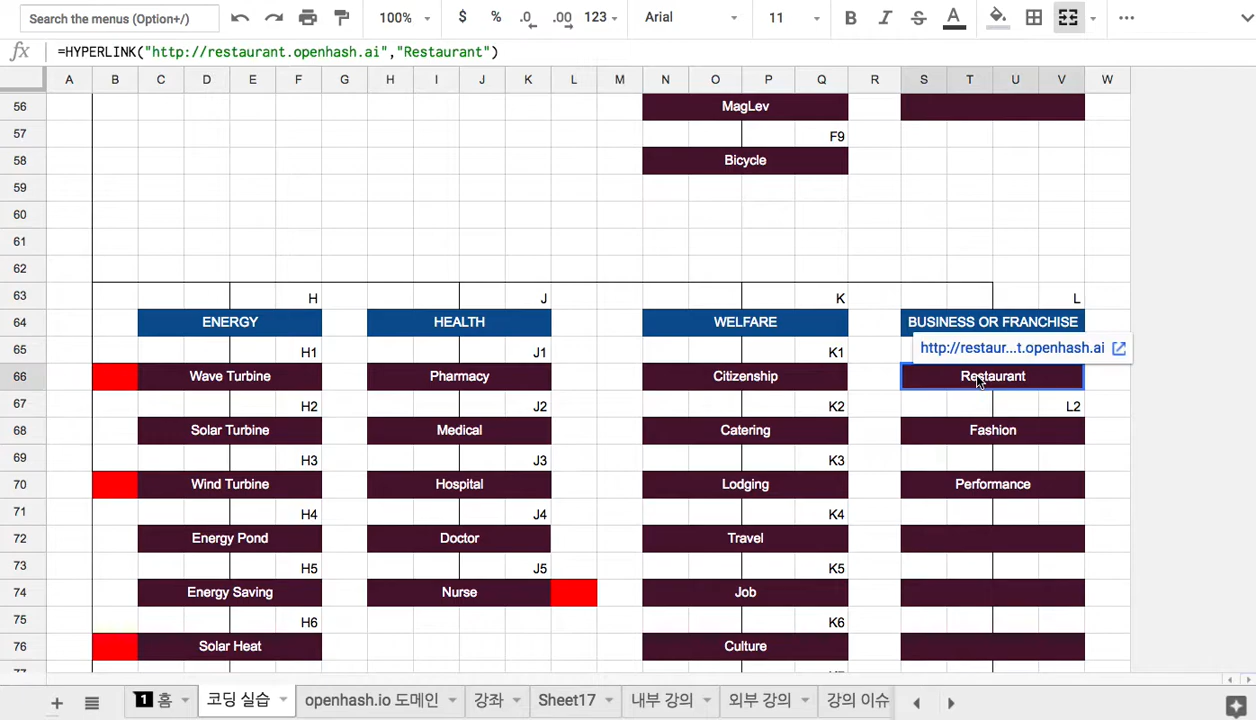 Search the menus (Option+/)
100%
$ % .0 .00 123
Arial
11
B I S A
fx =HYPERLINK("http://restaurant.openhash.ai","Restaurant")
A B C D E F G H I J K L M N O P Q R S T U V W
56 MagLev
57 F9
58 Bicycle
59
60
61
62
63 H J K L
64 ENERGY HEALTH WELFARE BUSINESS OR FRANCHISE
65 H1 J1 K1 http://restaur...t.openhash.ai
66 Wave Turbine Pharmacy Citizenship Restaurant
67 H2 J2 K2 L2
68 Solar Turbine Medical Catering Fashion
69 H3 J3 K3
70 Wind Turbine Hospital Lodging Performance
71 H4 J4 K4
72 Energy Pond Doctor Travel
73 H5 J5 K5
74 Energy Saving Nurse Job
75 H6 K6
76 Solar Heat Culture
1 홈 코딩 실습 openhash.io 도메인 강좌 Sheet17 내부 강의 외부 강의 강의 이슈